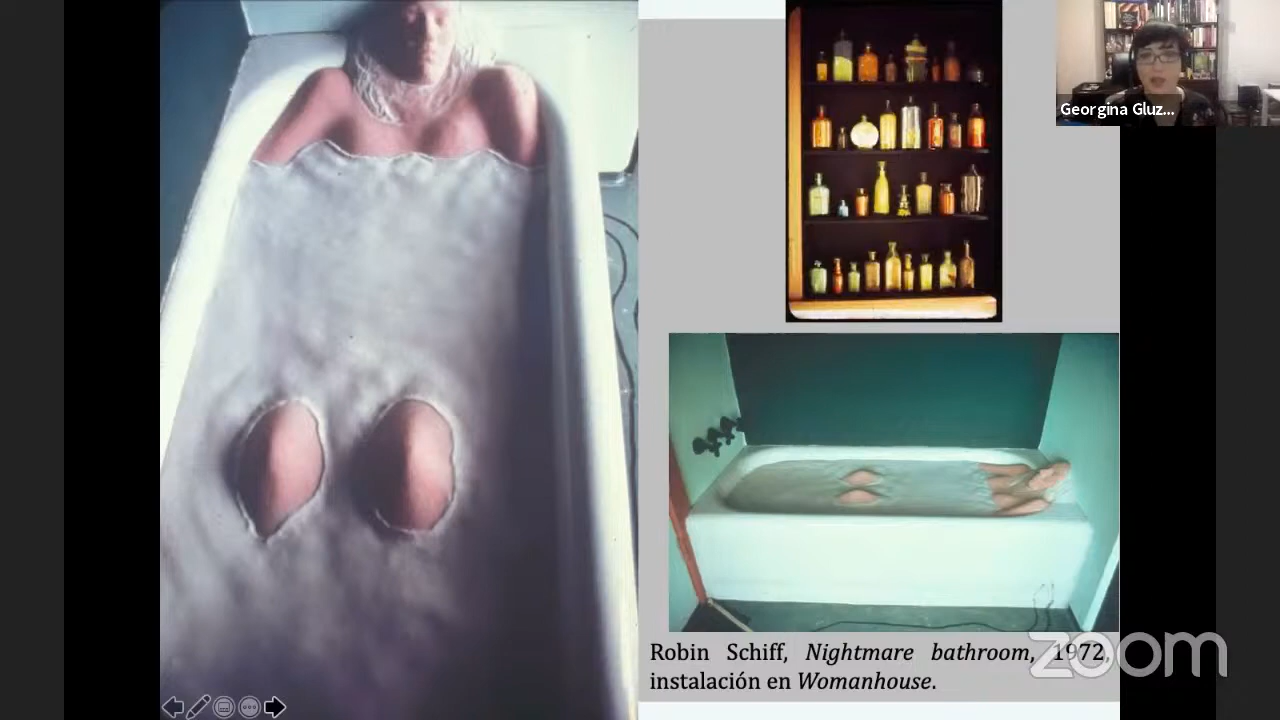 Georgina Gluz...
Robin Schiff, Nightmare bathroom, 1972,
instalación en Womanhouse.
zoom